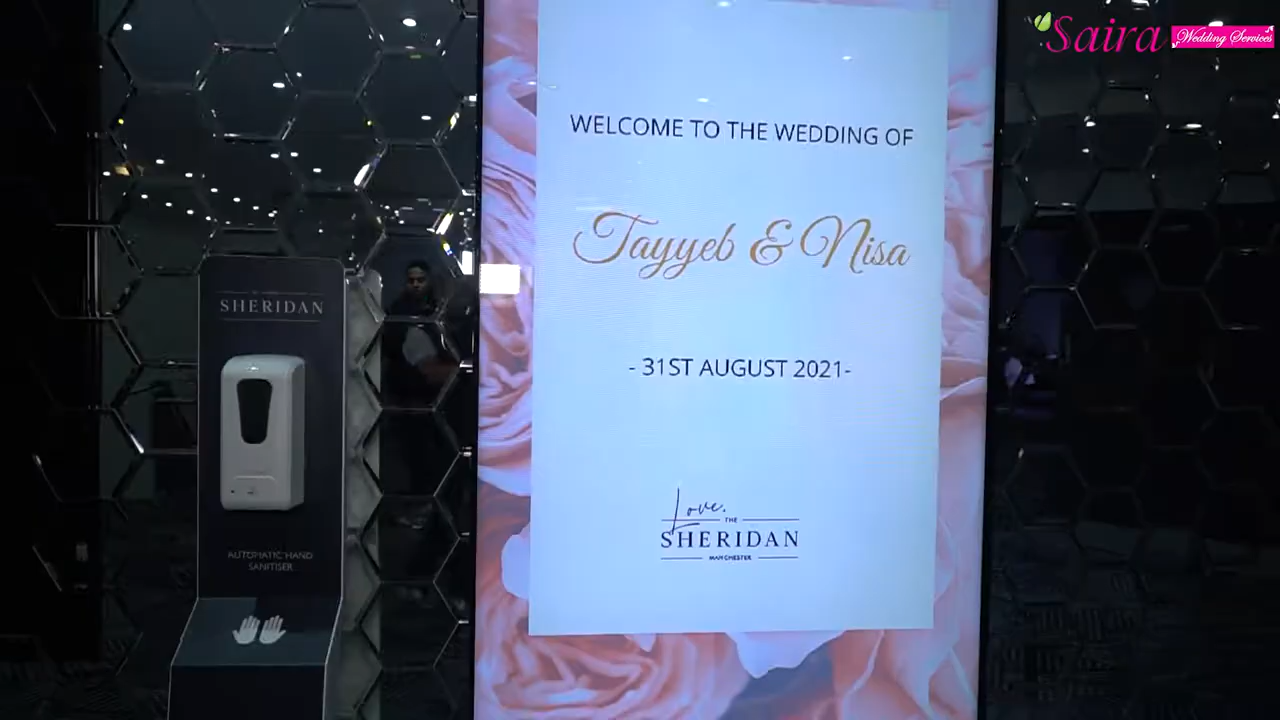 Saira
Wedding Services
WELCOME TO THE WEDDING OF
Tayyeb & Nisa
- 31ST AUGUST 2021-
Love,
THE
SHERIDAN
MANCHESTER
SHERIDAN
AUTOMATIC HAND
SANITISER